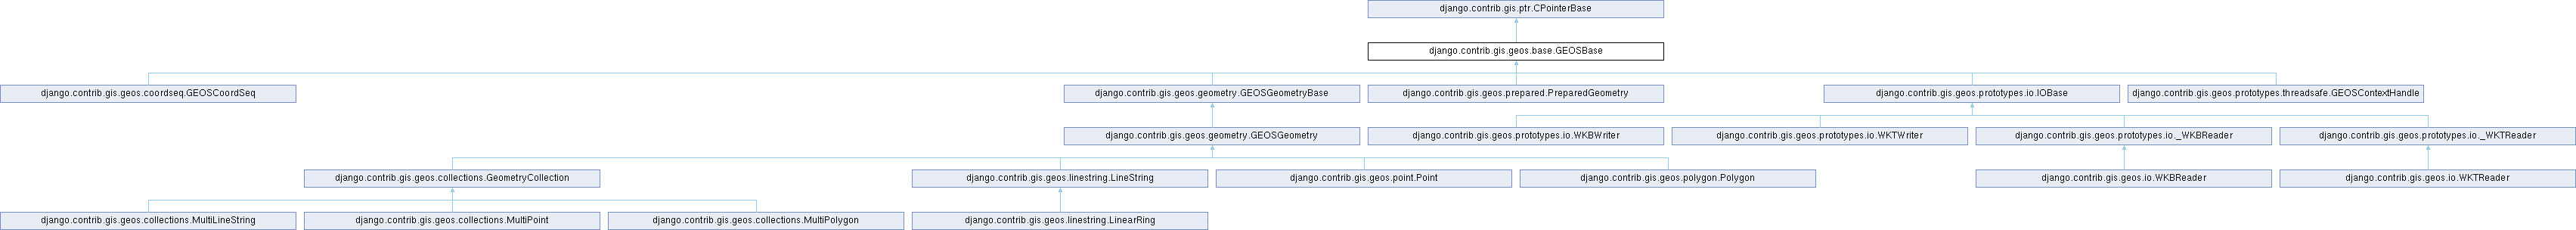 django.contrib.gis.ptr.CPointerBase
django.contrib.gis.geos.base.GEOSBase
django.contrib.gis.geos.coordseq.GEOSCoordSeq
django.contrib.gis.geos.geometry.GEOSGeometryBase
django.contrib.gis.geos.prepared.PreparedGeometry
django.contrib.gis.geos.prototypes.io.IOBase
django.contrib.gis.geos.prototypes.threadsafe.GEOSContextHandle
django.contrib.gis.geos.geometry.GEOSGeometry
django.contrib.gis.geos.prototypes.io.WKBWriter
django.contrib.gis.geos.prototypes.io.WKTWriter
django.contrib.gis.geos.prototypes.io._WKBReader
django.contrib.gis.geos.prototypes.io._WKTReader
django.contrib.gis.geos.collections.GeometryCollection
django.contrib.gis.geos.linestring.LineString
django.contrib.gis.geos.point.Point
django.contrib.gis.geos.polygon.Polygon
django.contrib.gis.geos.io.WKBReader
django.contrib.gis.geos.io.WKTReader
django.contrib.gis.geos.collections.MultiLineString
django.contrib.gis.geos.collections.MultiPoint
django.contrib.gis.geos.collections.MultiPolygon
django.contrib.gis.geos.linestring.LinearRing